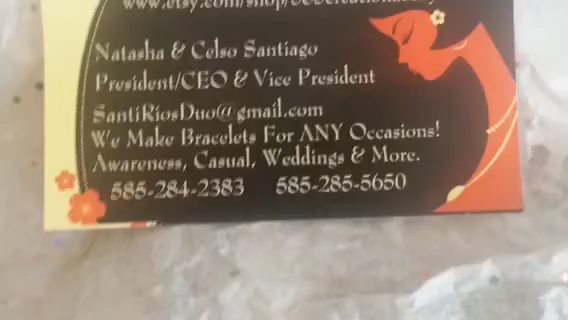 Natasha & Celso Santiago
President/CEO & Vice President
SantiRiosDuo@gmail.com
We Make Bracelets For ANY Occasions!
Awareness, Casual, Weddings & More.
585-284-2383 585-285-5650